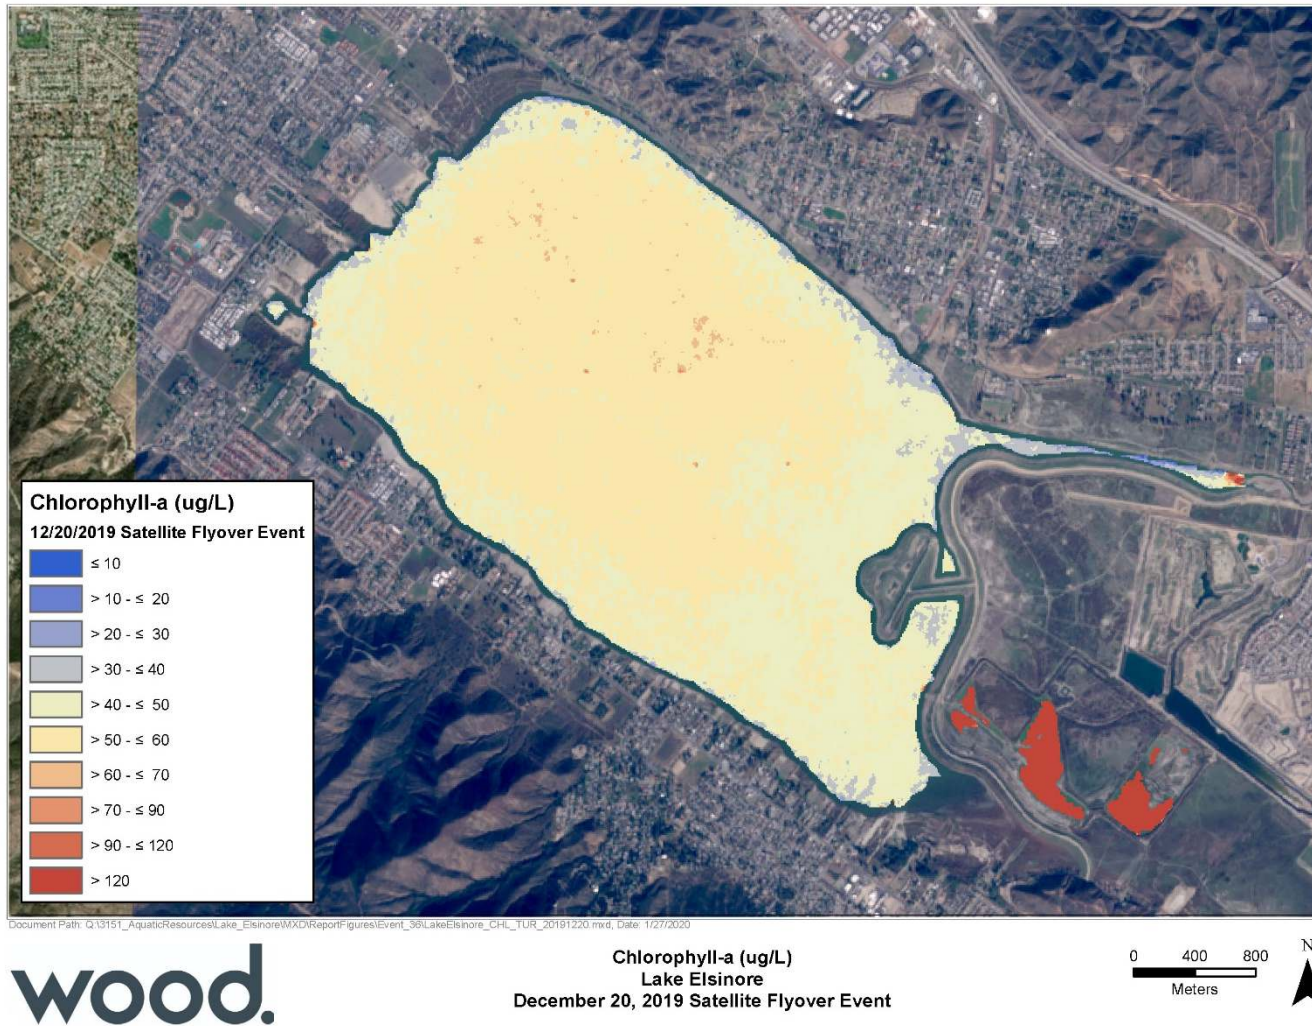 Chlorophyll-a (ug/L)
12/20/2019 Satellite Flyover Event
≤ 10
> 10 - ≤ 20
> 20 - ≤ 30
> 30 - ≤ 40
> 40 - ≤ 50
> 50 - ≤ 60
> 60 - ≤ 70
> 70 - ≤ 90
> 90 - ≤ 120
> 120
Document Path: Q:\3151_AquaticResources\Lake_Elsinore\MXD\ReportFigures\Event_36\LakeElsinore_CHL_TUR_20191220.mxd, Date: 1/27/2020
wood.
Chlorophyll-a (ug/L)
Lake Elsinore
December 20, 2019 Satellite Flyover Event
0 400 800
Meters
N